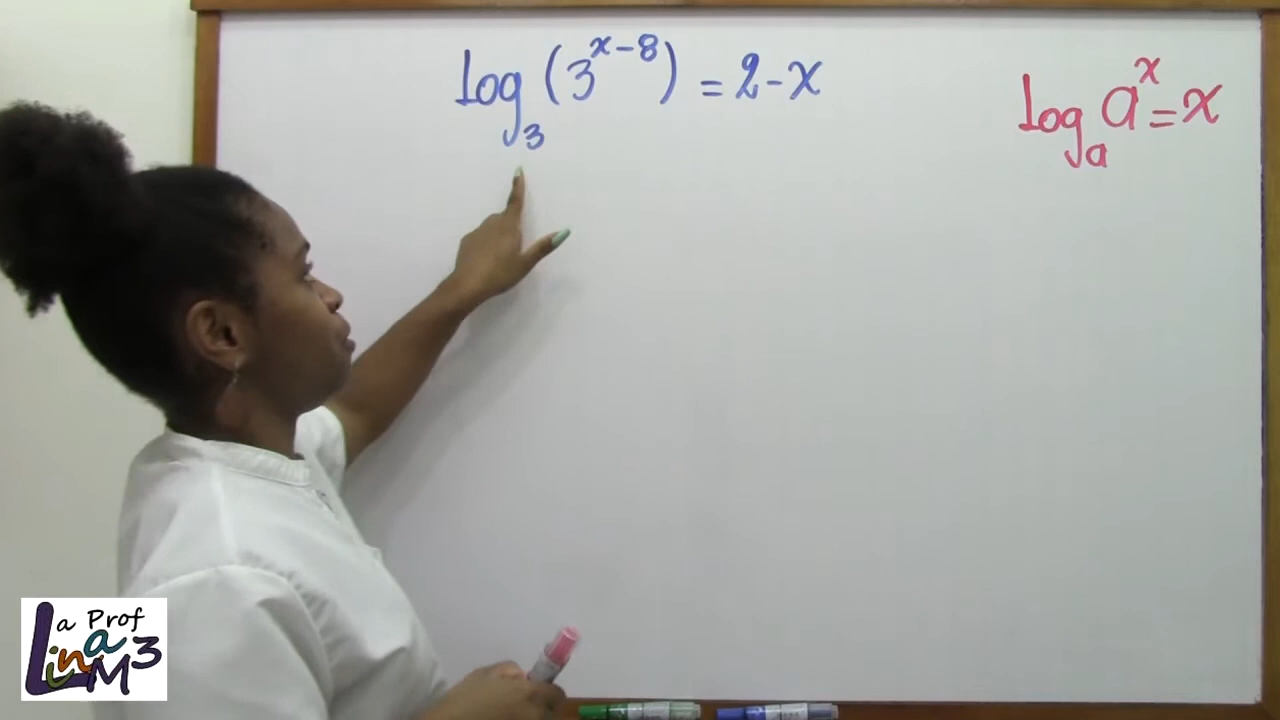 log₃(3^(x-8)) = 2-x
logₐ a^x = x
La Prof
Lina M3